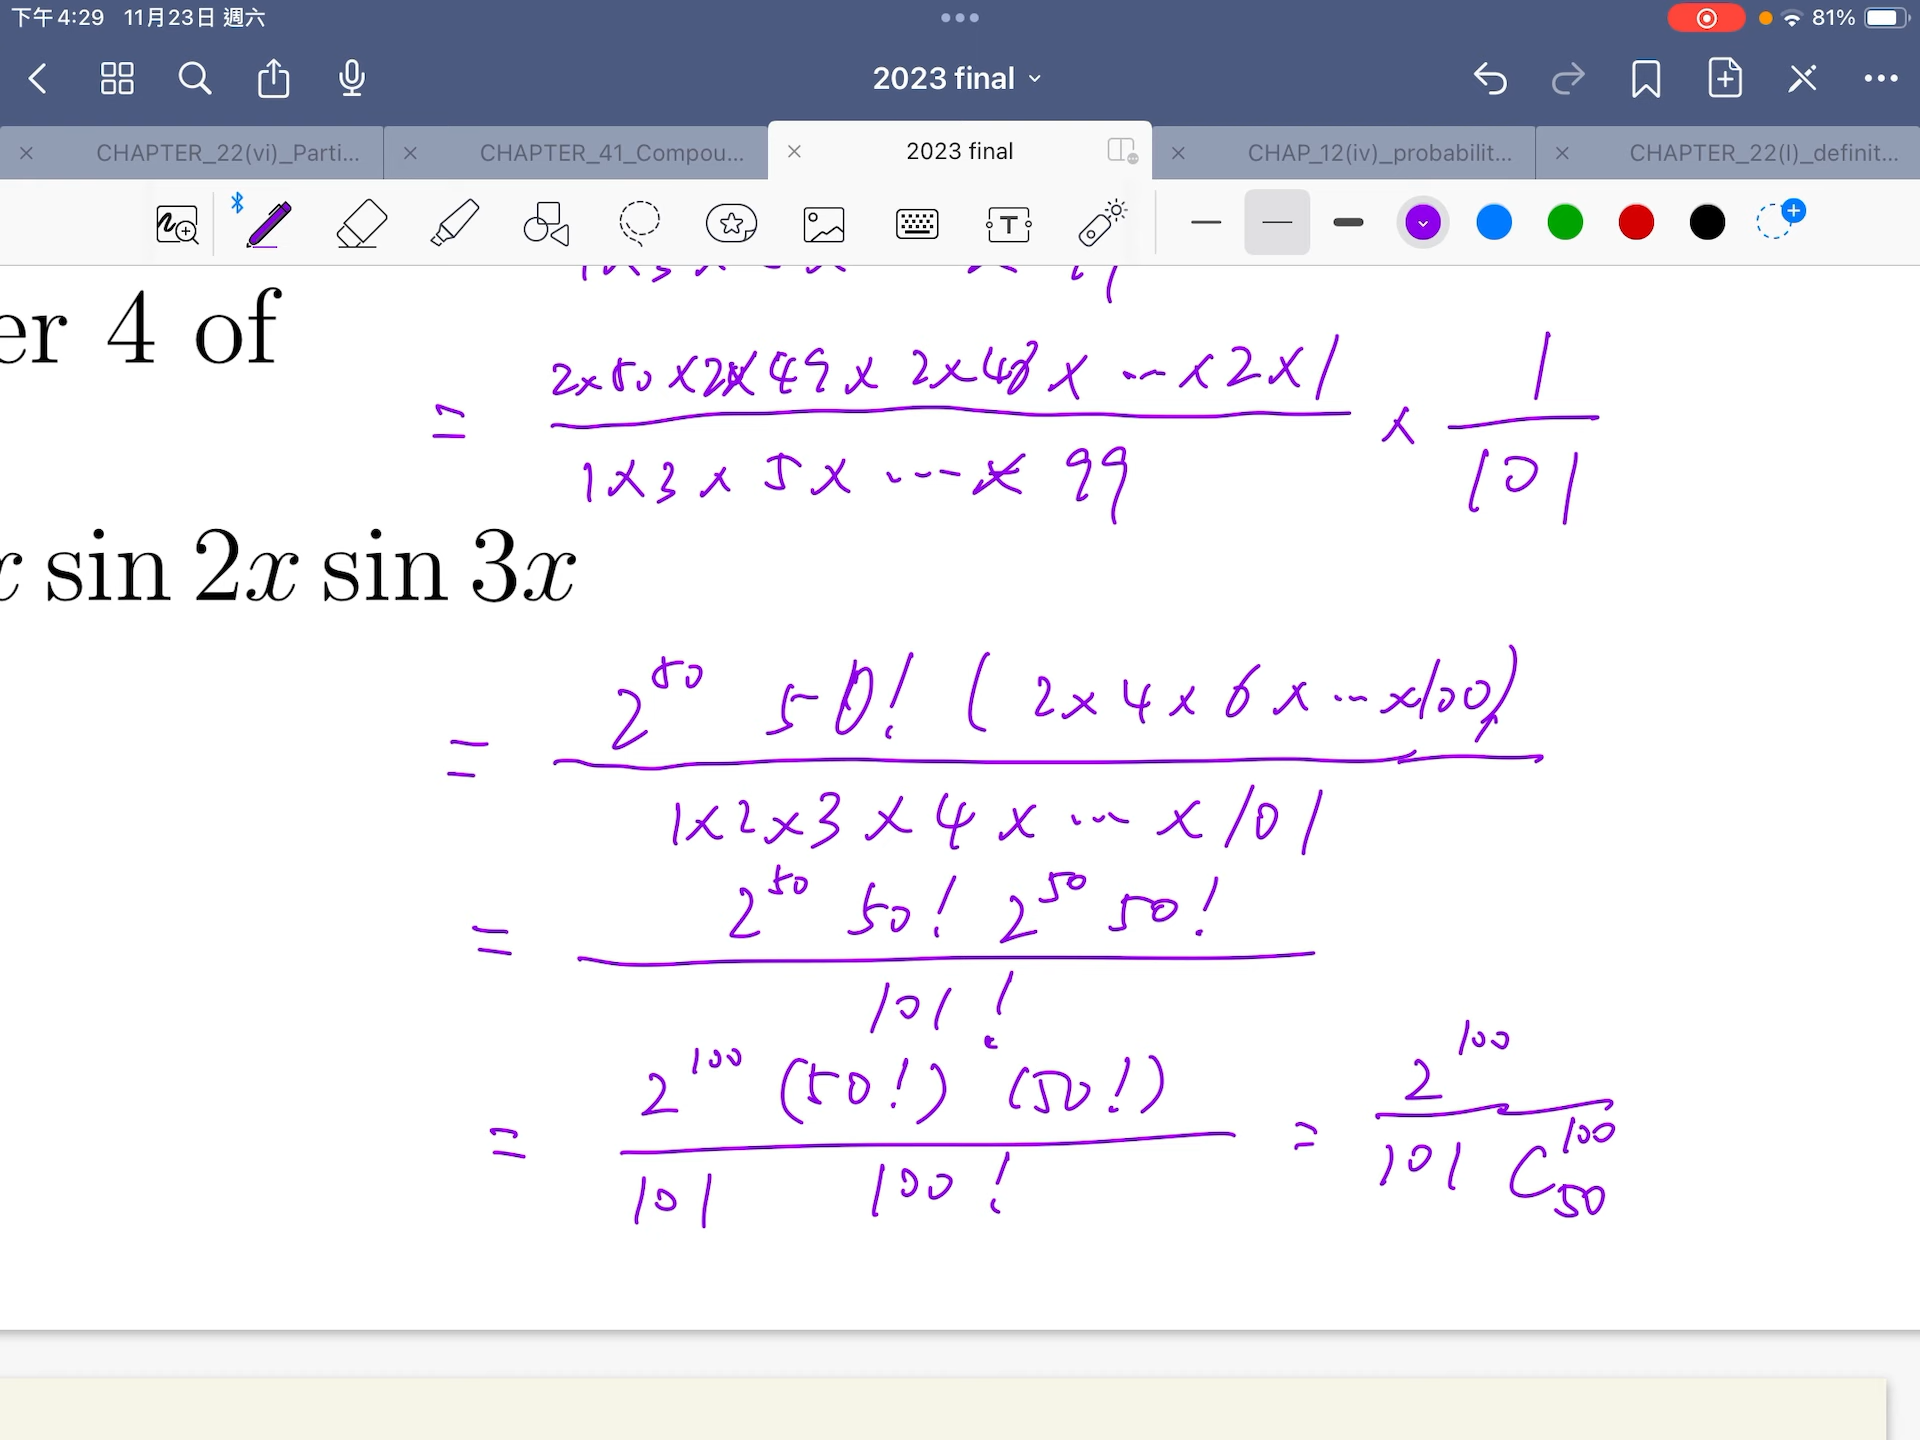 下午4:29 11月23日 週六
81%
2023 final
CHAPTER_22(vi)_Parti...
CHAPTER_41_Compou...
2023 final
CHAP_12(iv)_probabilit...
CHAPTER_22(I)_definit...
T
er 4 of
= (2×50×2×49×2×48×...×2×1)/(1×3×5×...×99) × 1/101
x sin 2x sin 3x
= 2^50 50! (2×4×6×...×100)/(1×2×3×4×...×101)
= 2^50 50! 2^50 50!/101!
= 2^100 (50!) (50!)/(101 100!) = 2^100/(101 C^100_50)